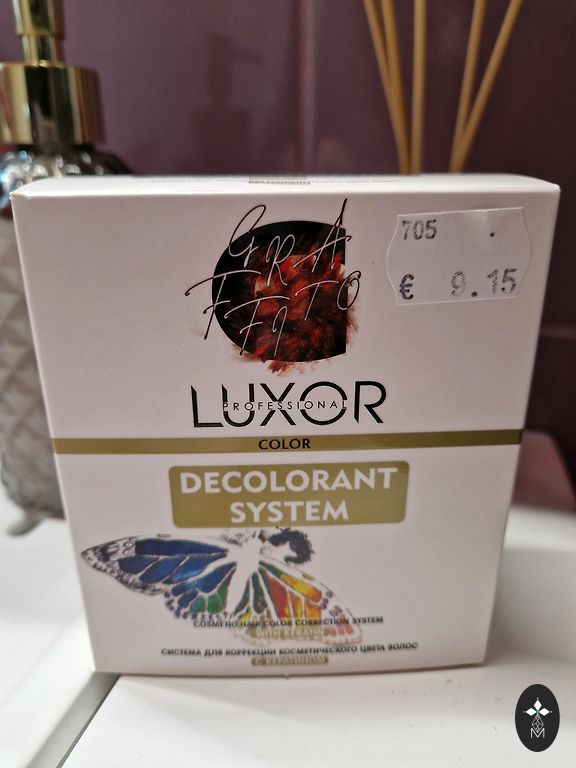 705
€ 9.15
GRA
FFITO
LUXOR
PROFESSIONAL
COLOR
DECOLORANT
SYSTEM
COSMETIC HAIR COLOR CORRECTION SYSTEM
WITH KERATIN
СИСТЕМА ДЛЯ КОРРЕКЦИИ КОСМЕТИЧЕСКОГО ЦВЕТА ВОЛОС
С КЕРАТИНОМ
M